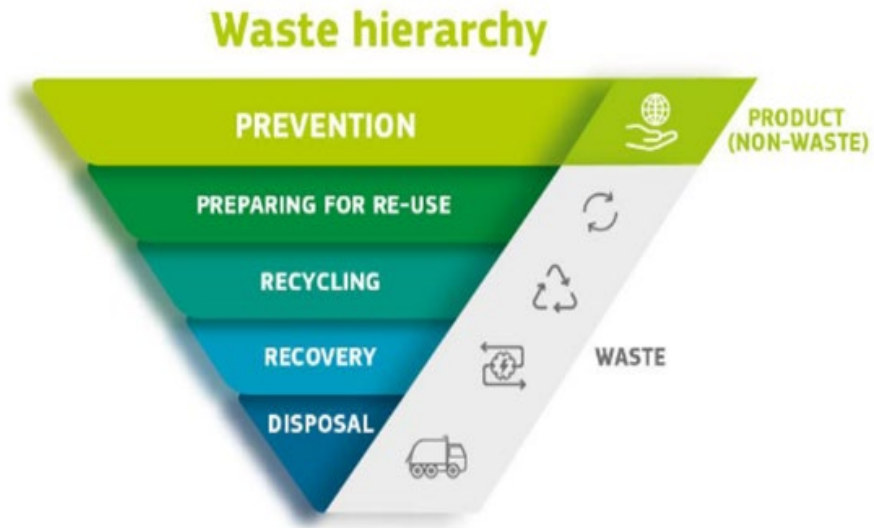 Waste hierarchy
PREVENTION
PRODUCT
(NON-WASTE)
PREPARING FOR RE-USE
RECYCLING
RECOVERY
WASTE
DISPOSAL